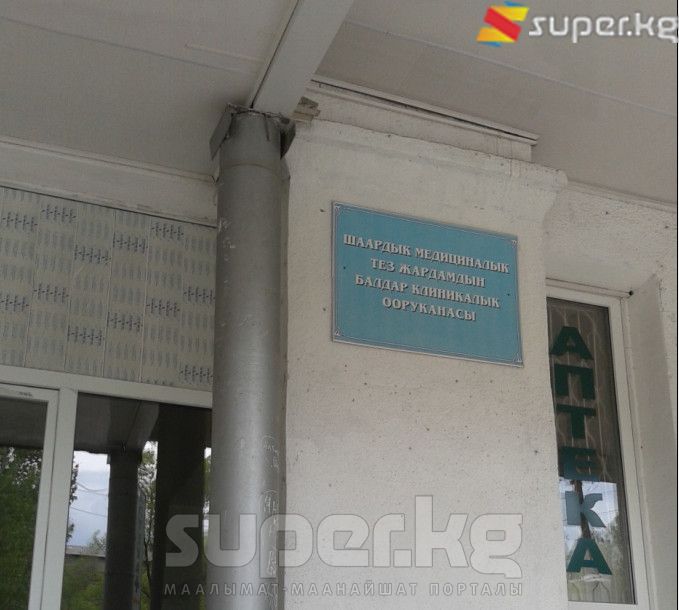 super.kg
ШААРДЫК МЕДИЦИНАЛЫК
ТЕЗ ЖАРДАМДЫН
БАЛДАР КЛИНИКАЛЫК
ООРУКАНАСЫ
АПТЕКА
super.kg
МААЛЫМАТ-МААНАЙШАТ ПОРТАЛЫ